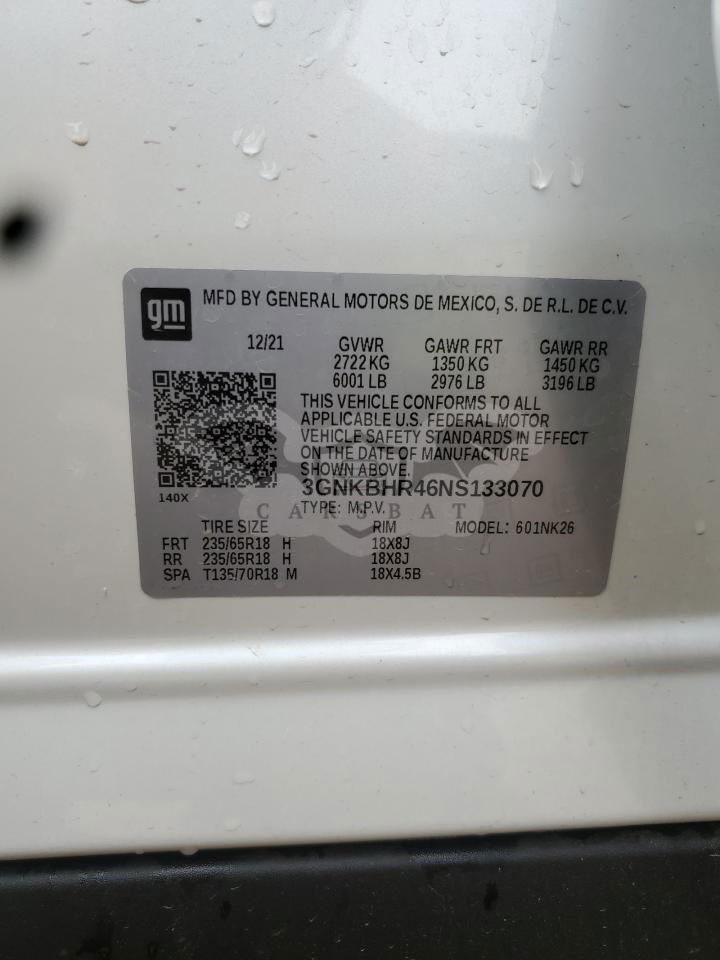 gm
MFD BY GENERAL MOTORS DE MEXICO, S. DE R.L. DE C.V.
12/21 GVWR GAWR FRT GAWR RR
2722 KG 1350 KG 1450 KG
6001 LB 2976 LB 3196 LB
THIS VEHICLE CONFORMS TO ALL
APPLICABLE U.S. FEDERAL MOTOR
VEHICLE SAFETY STANDARDS IN EFFECT
ON THE DATE OF MANUFACTURE
SHOWN ABOVE.
140X
3GNKBHR46NS133070
TYPE: M.P.V.
CARSBAT
TIRE SIZE RIM MODEL: 601NK26
FRT 235/65R18 H 18X8J
RR 235/65R18 H 18X8J
SPA T135/70R18 M 18X4.5B